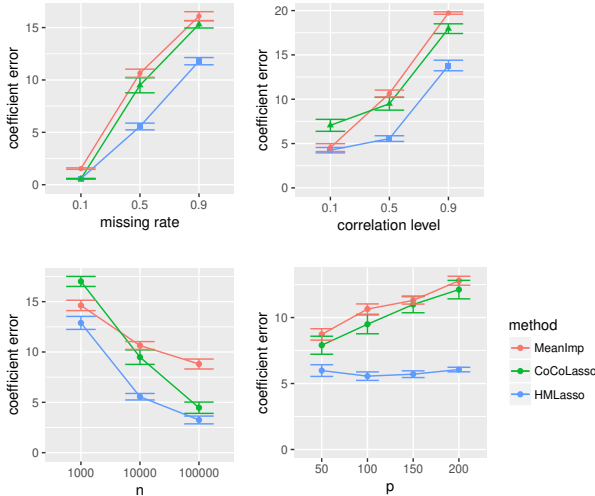 coefficient error
15
10
5
0
0.1
0.5
0.9
missing rate
coefficient error
20
15
10
5
0
0.1
0.5
0.9
correlation level
coefficient error
15
10
5
0
1000
10000
100000
n
coefficient error
10
5
0
50
100
150
200
p
method
MeanImp
CoCoLasso
HMLasso